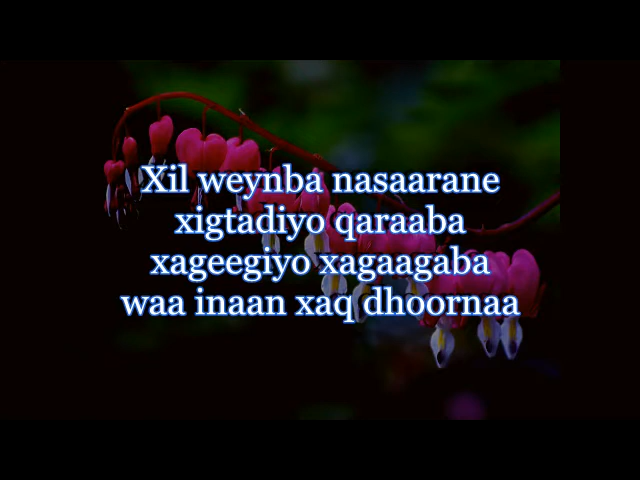 Xil weynba nasaarane
xigtadiyo qaraaba
xageegiyo xagaagaba
waa inaan xaq dhoornaa